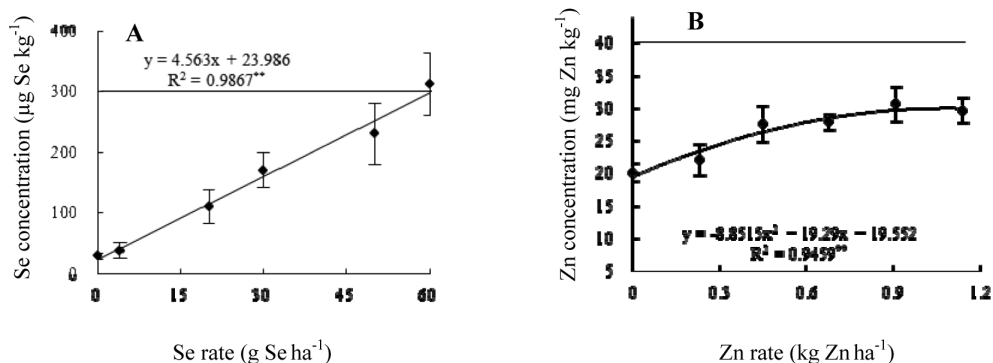 A
Se concentration (µg Se kg⁻¹)
y = 4.563x + 23.986
R² = 0.9867**
400
300
200
100
0
0 15 30 45 60
Se rate (g Se ha⁻¹)
B
Zn concentration (mg Zn kg⁻¹)
40
35
30
25
20
15
10
5
y = -8.8515x² − 19.29x − 19.552
R² = 0.9459**
0 0.3 0.6 0.9 1.2
Zn rate (kg Zn ha⁻¹)